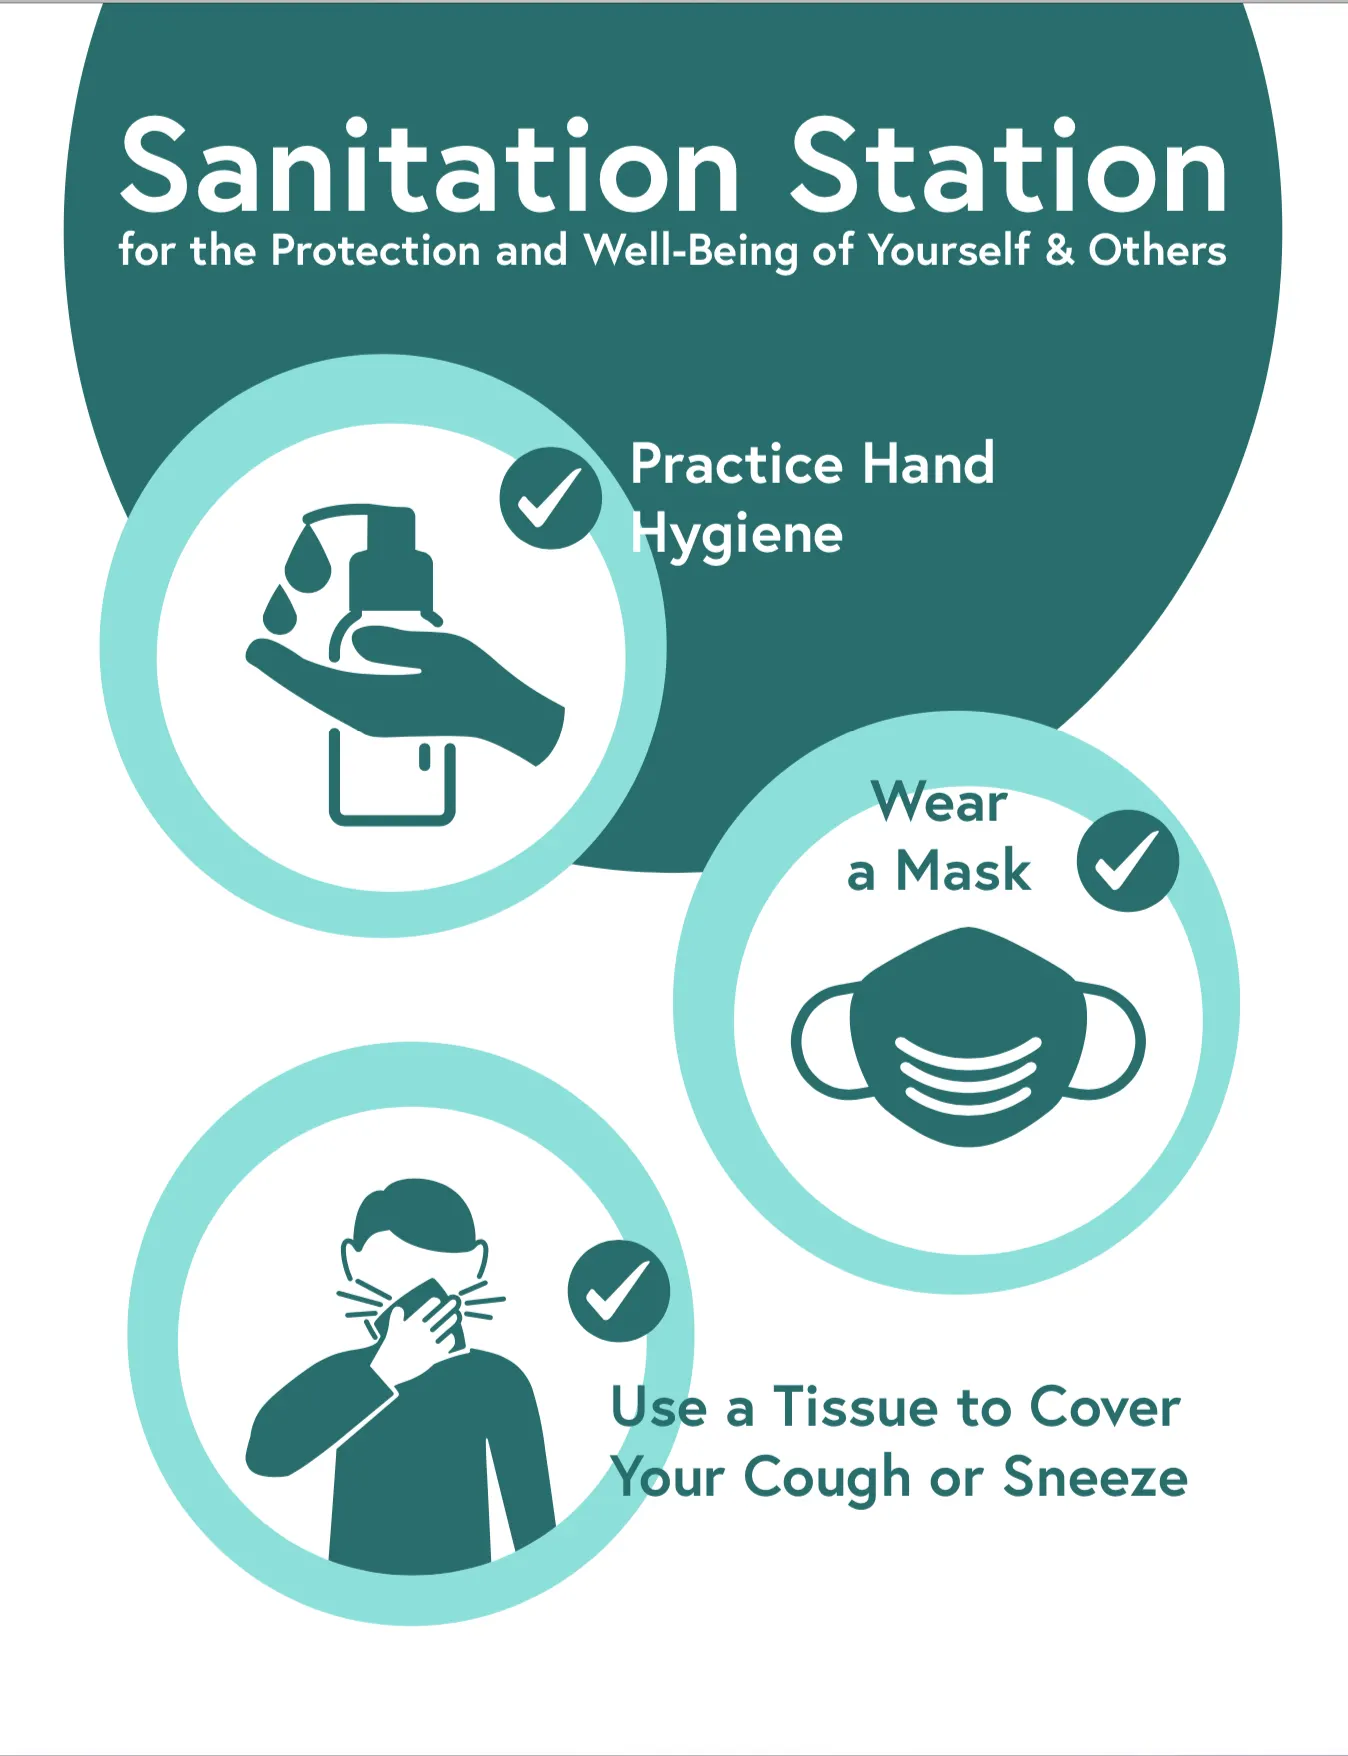 Sanitation Station
for the Protection and Well-Being of Yourself & Others
Practice Hand
Hygiene
Wear
a Mask
Use a Tissue to Cover
Your Cough or Sneeze